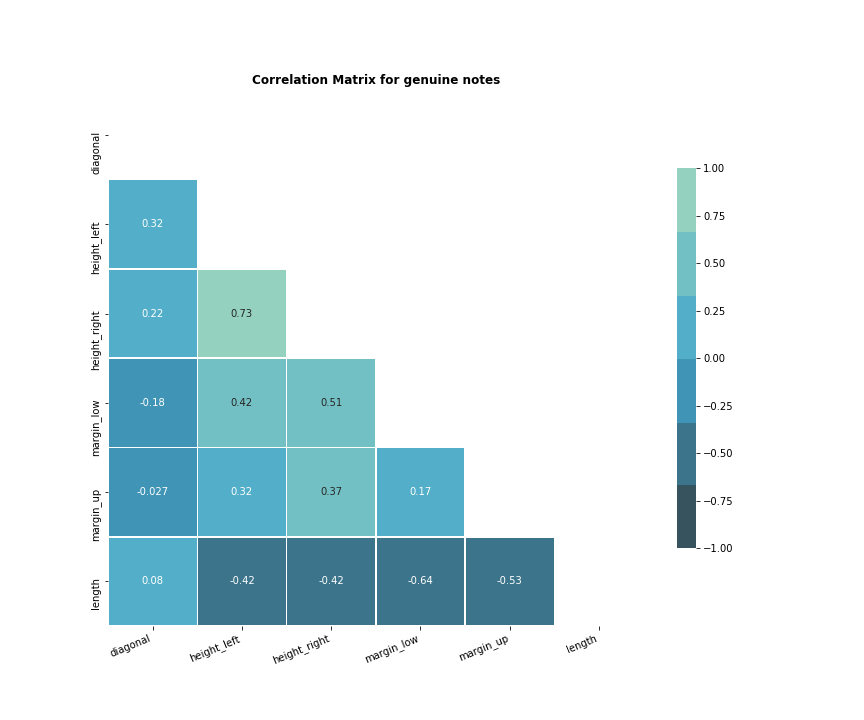 Correlation Matrix for genuine notes
diagonal
height_left
height_right
margin_low
margin_up
length
0.32
0.22 0.73
-0.18 0.42 0.51
-0.027 0.32 0.37 0.17
0.08 -0.42 -0.42 -0.64 -0.53
diagonal height_left height_right margin_low margin_up length
1.00
0.75
0.50
0.25
0.00
−0.25
−0.50
−0.75
−1.00